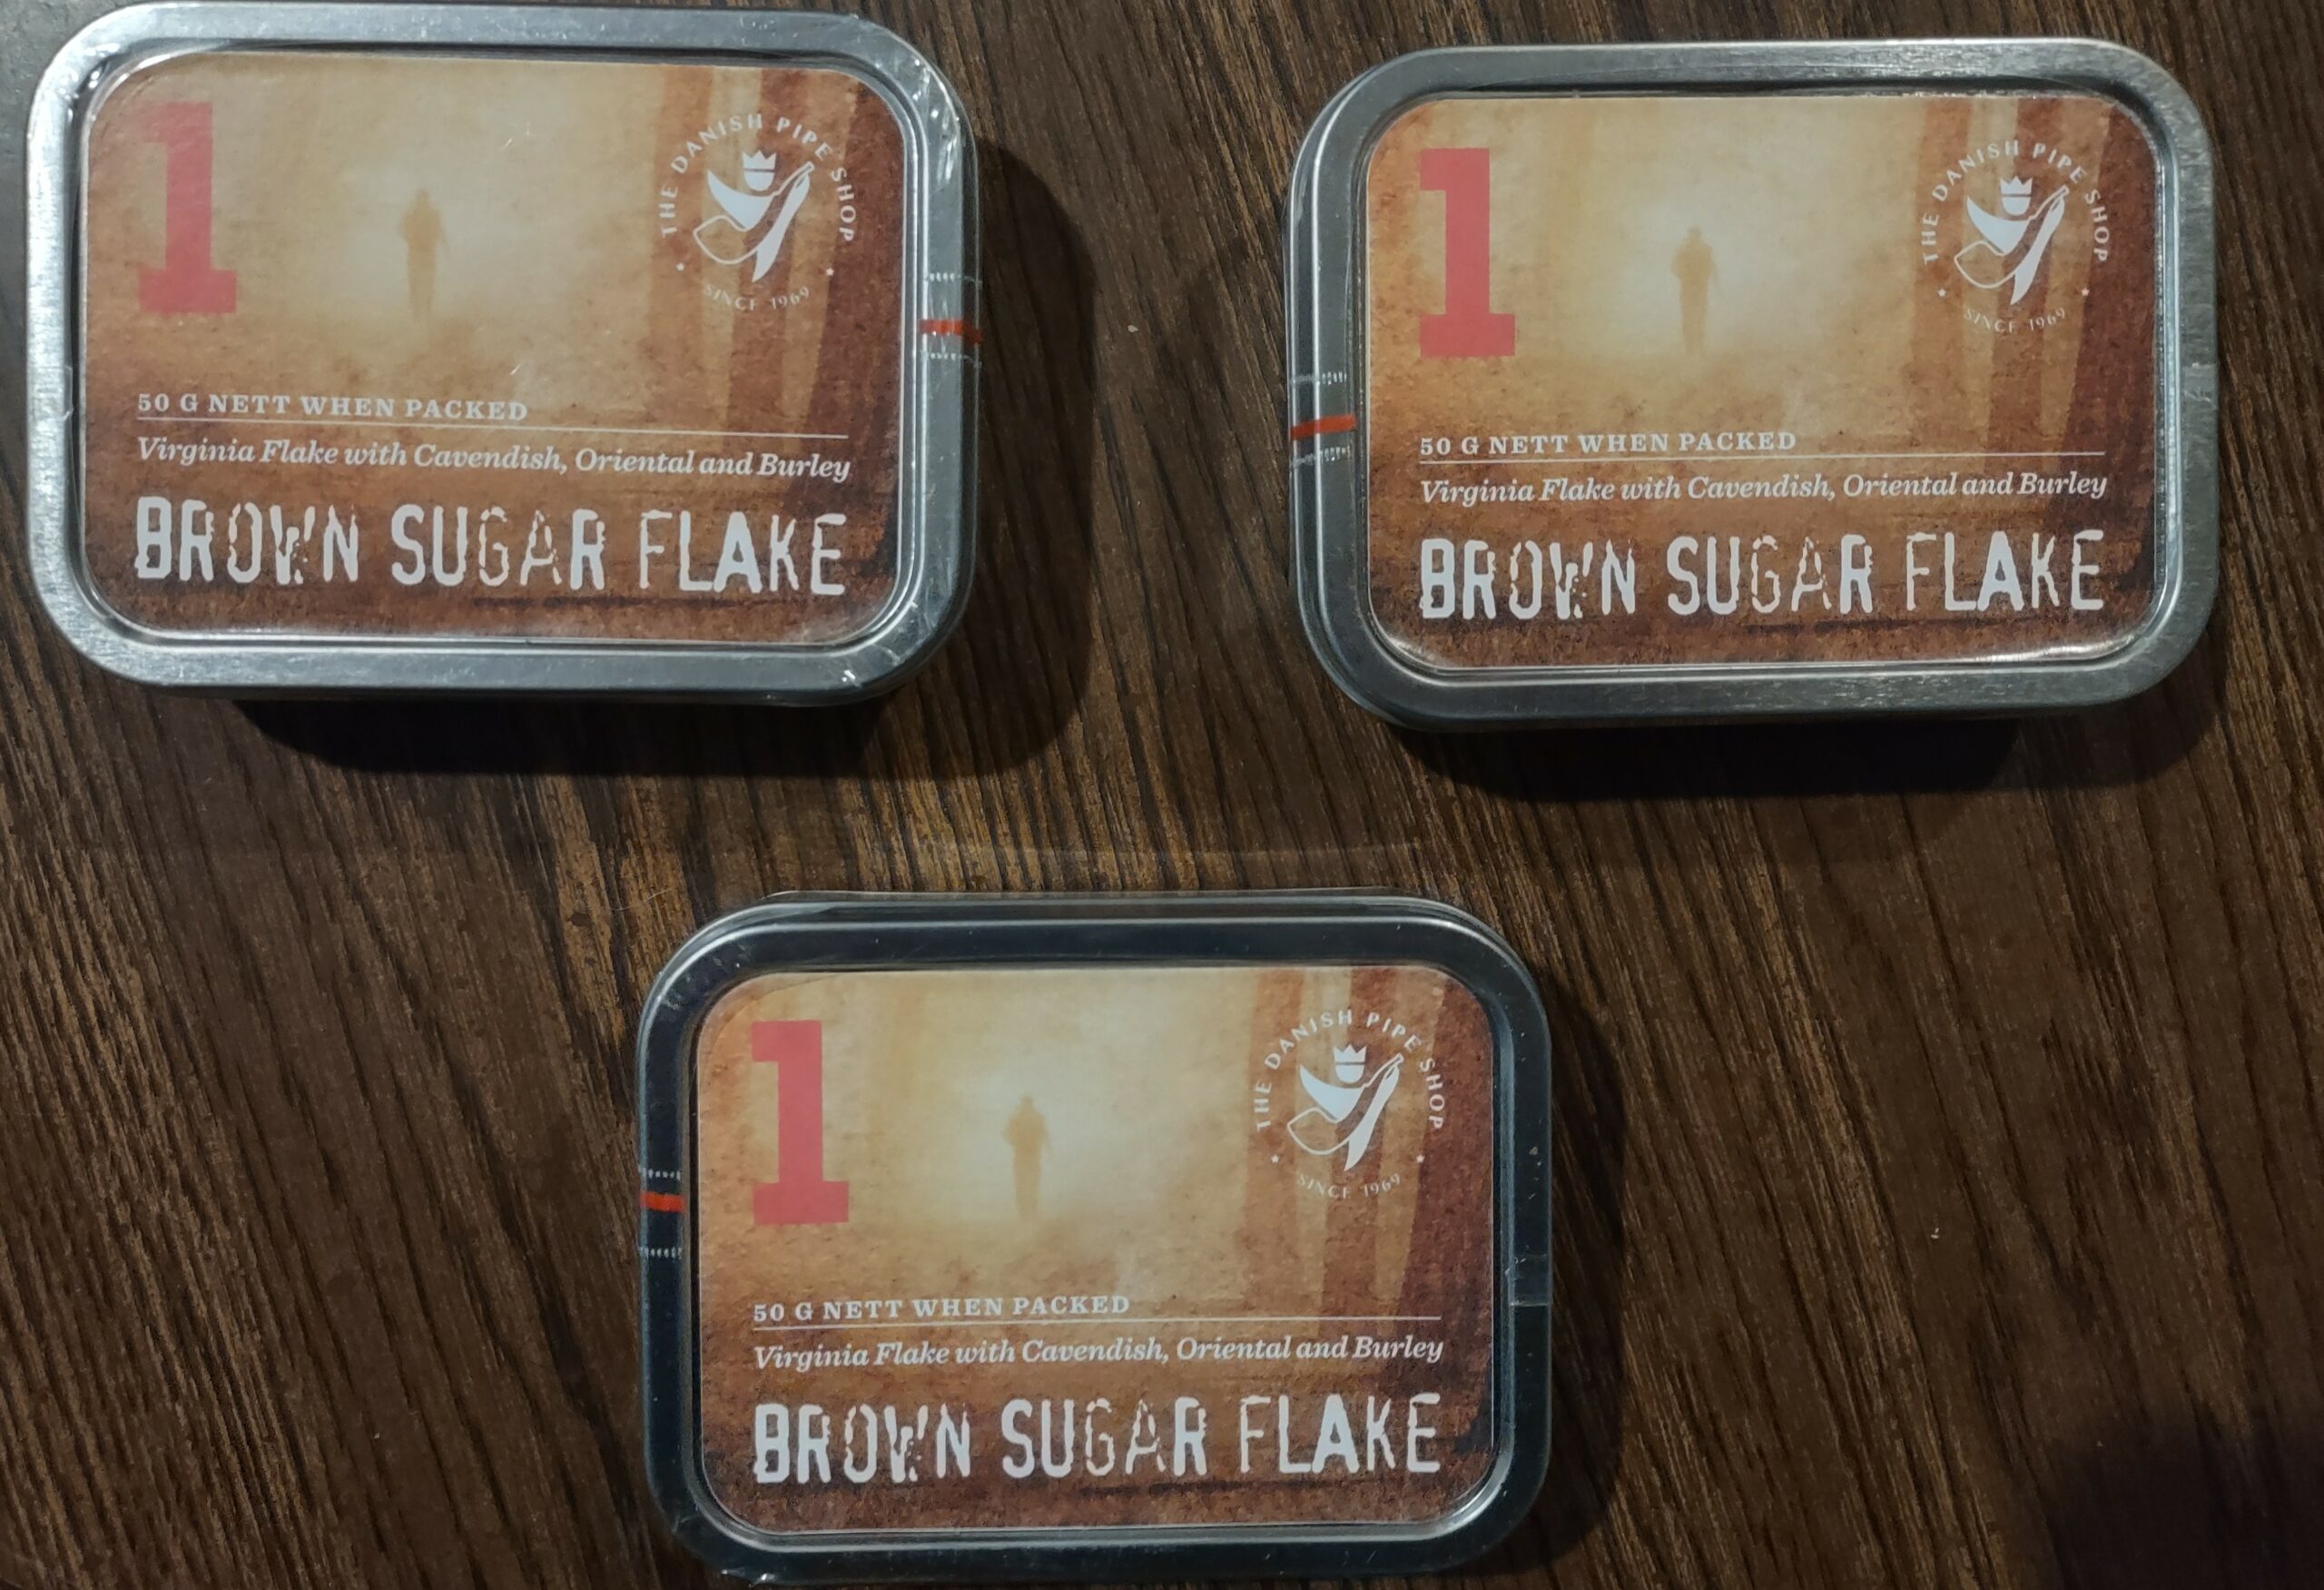 1
THE DANISH PIPE SHOP
SINCE 1969
50 G NETT WHEN PACKED
Virginia Flake with Cavendish, Oriental and Burley
BROWN SUGAR FLAKE
1
THE DANISH PIPE SHOP
SINCE 1969
50 G NETT WHEN PACKED
Virginia Flake with Cavendish, Oriental and Burley
BROWN SUGAR FLAKE
1
THE DANISH PIPE SHOP
SINCE 1969
50 G NETT WHEN PACKED
Virginia Flake with Cavendish, Oriental and Burley
BROWN SUGAR FLAKE